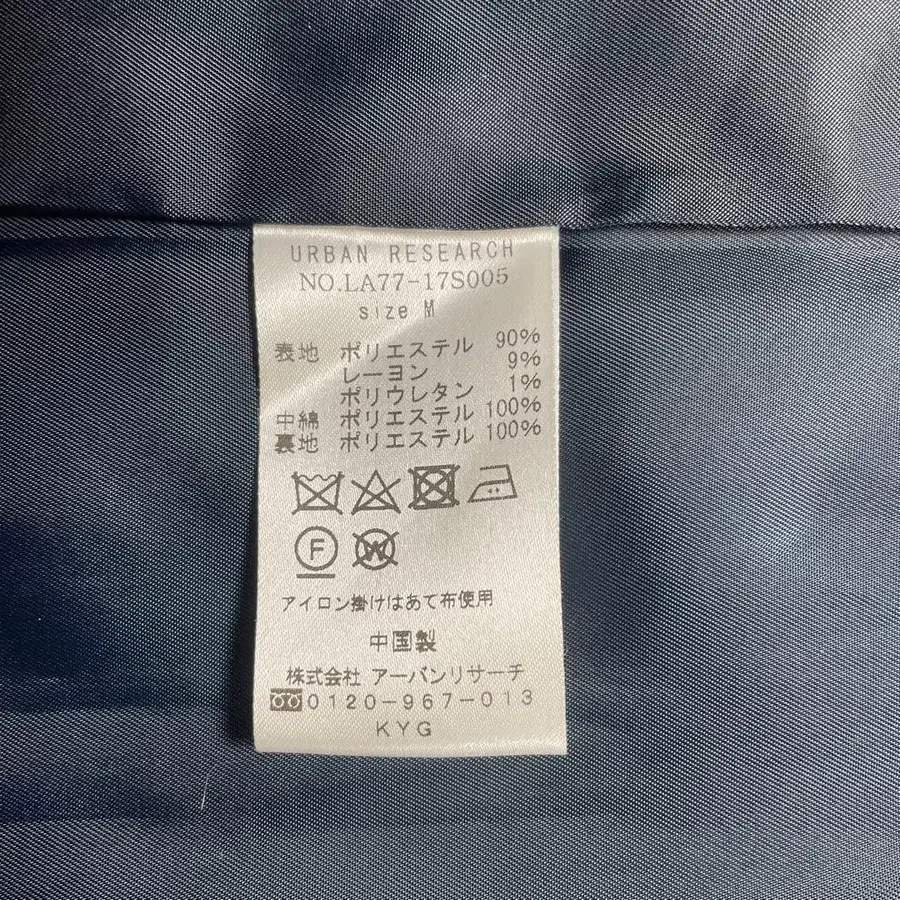 URBAN RESEARCH
NO.LA77-17S005
size M
表地 ポリエステル 90%
レーヨン 9%
ポリウレタン 1%
中綿 ポリエステル 100%
裏地 ポリエステル 100%
F W
アイロン掛けはあて布使用
中国製
株式会社 アーバンリサーチ
0120-967-013
KYG